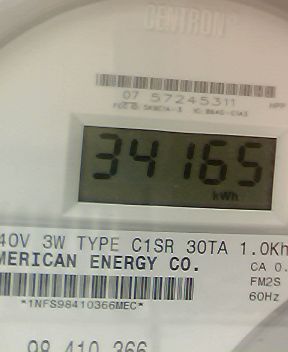 CENTRON®
07 57245311
HPP
34165
kWh
40V 3W TYPE C1SR 30TA 1.0Kh
MERICAN ENERGY CO.
CA 0.
FM2S
60Hz
*1NFS98410366MEC*
98 410 366